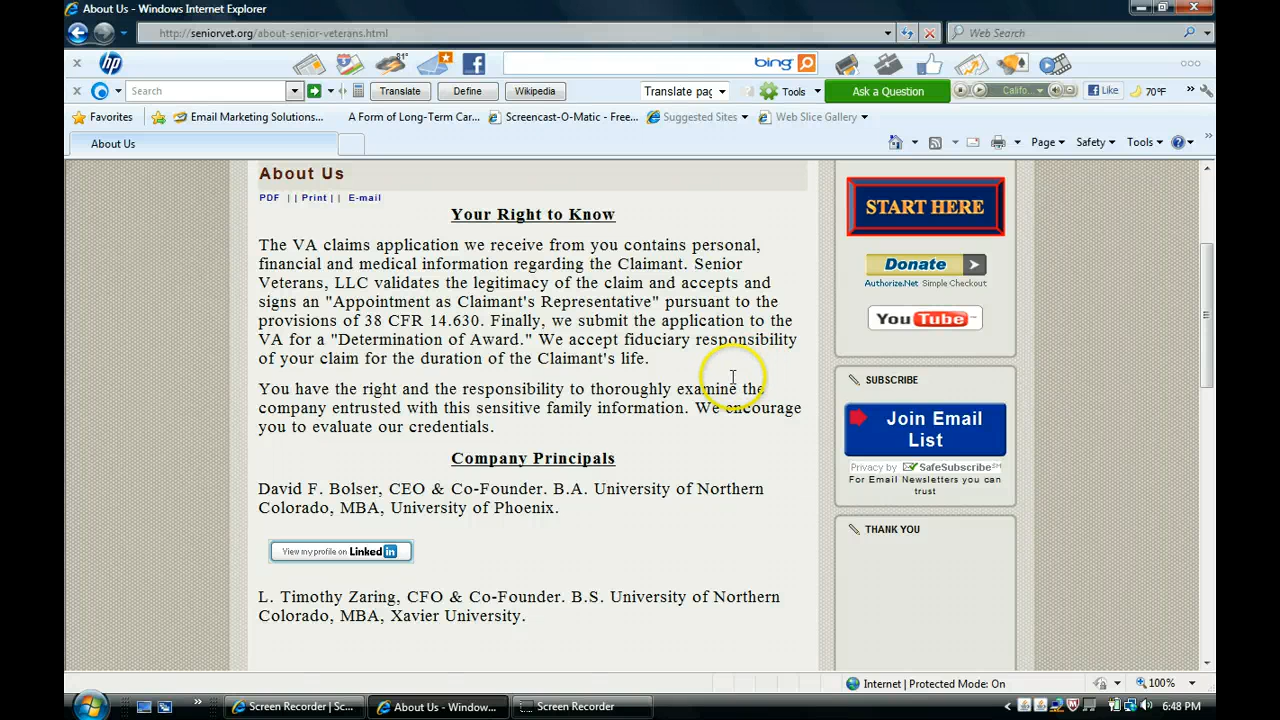 About Us - Windows Internet Explorer
http://seniorvet.org/about-senior-veterans.html
Web Search
hp
81°
bing
Search
Translate
Define
Wikipedia
Translate pag
Tools
Ask a Question
Califo...
Like
70°F
Favorites
Email Marketing Solutions...
A Form of Long-Term Car...
Screencast-O-Matic - Free...
Suggested Sites
Web Slice Gallery
About Us
Page
Safety
Tools
About Us
PDF | | Print | | E-mail
Your Right to Know
The VA claims application we receive from you contains personal,
financial and medical information regarding the Claimant. Senior
Veterans, LLC validates the legitimacy of the claim and accepts and
signs an "Appointment as Claimant's Representative" pursuant to the
provisions of 38 CFR 14.630. Finally, we submit the application to the
VA for a "Determination of Award." We accept fiduciary responsibility
of your claim for the duration of the Claimant's life.
You have the right and the responsibility to thoroughly examine the
company entrusted with this sensitive family information. We encourage
you to evaluate our credentials.
Company Principals
David F. Bolser, CEO & Co-Founder. B.A. University of Northern
Colorado, MBA, University of Phoenix.
View my profile on Linked in
L. Timothy Zaring, CFO & Co-Founder. B.S. University of Northern
Colorado, MBA, Xavier University.
START HERE
Donate
Authorize.Net Simple Checkout
You Tube
SUBSCRIBE
Join Email
List
Privacy by SafeSubscribe SM
For Email Newsletters you can
trust
THANK YOU
Internet | Protected Mode: On
100%
Screen Recorder | Sc...
About Us - Window...
Screen Recorder
6:48 PM